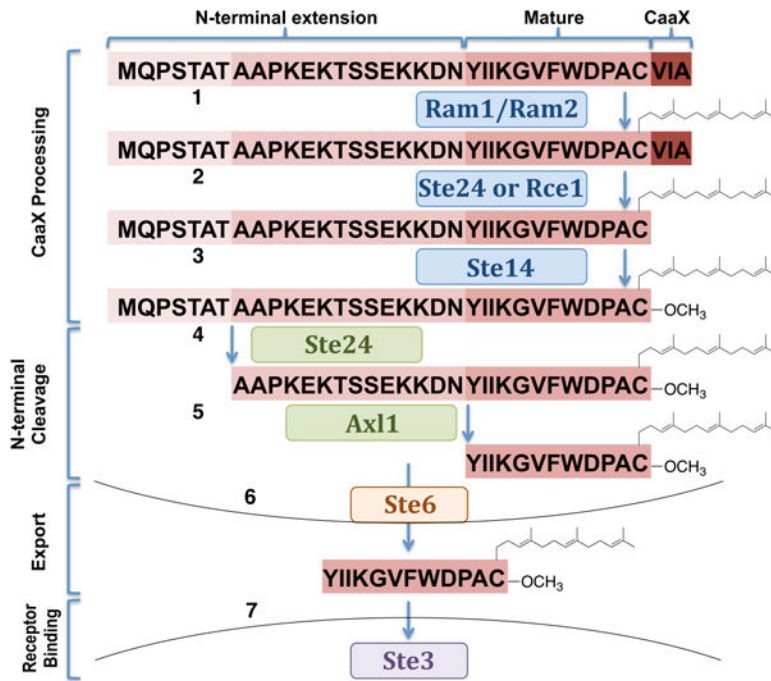 N-terminal extension Mature CaaX
MQPSTATAAPKEKTSSEKKDNYIIKGVFWDPACVIA
1 Ram1/Ram2
MQPSTATAAPKEKTSSEKKDNYIIKGVFWDPACVIA
2 Ste24 or Rce1
MQPSTATAAPKEKTSSEKKDNYIIKGVFWDPAC
3 Ste14
MQPSTATAAPKEKTSSEKKDNYIIKGVFWDPAC OCH3
CaaX Processing
4 Ste24
AAPKEKTSSEKKDNYIIKGVFWDPAC OCH3
5 Axl1
YIIKGVFWDPAC OCH3
N-terminal
Cleavage
6 Ste6
YIIKGVFWDPAC OCH3
Export
7
Ste3
Receptor
Binding